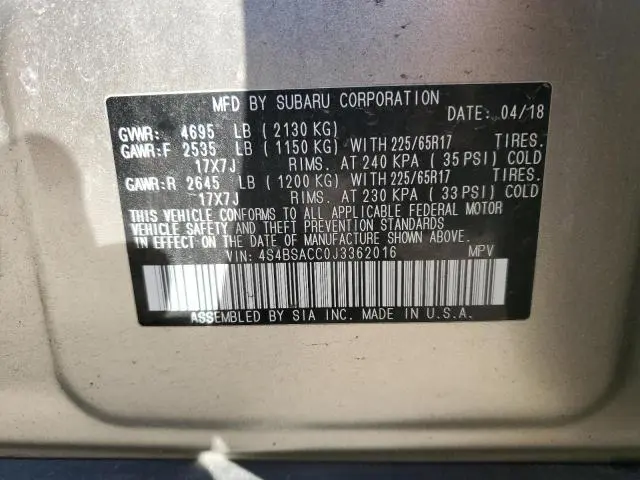 MFD BY SUBARU CORPORATION
DATE: 04/18
GVWR: 4695 LB (2130 KG)
GAWR:F 2535 LB (1150 KG) WITH 225/65R17 TIRES.
17X7J RIMS. AT 240 KPA (35 PSI) COLD
GAWR:R 2645 LB (1200 KG) WITH 225/65R17 TIRES.
17X7J RIMS. AT 230 KPA (33 PSI) COLD
THIS VEHICLE CONFORMS TO ALL APPLICABLE FEDERAL MOTOR
VEHICLE SAFETY AND THEFT PREVENTION STANDARDS
IN EFFECT ON THE DATE OF MANUFACTURE SHOWN ABOVE.
VIN: 4S4BSACC0J3362016 MPV
ASSEMBLED BY SIA INC. MADE IN U.S.A.